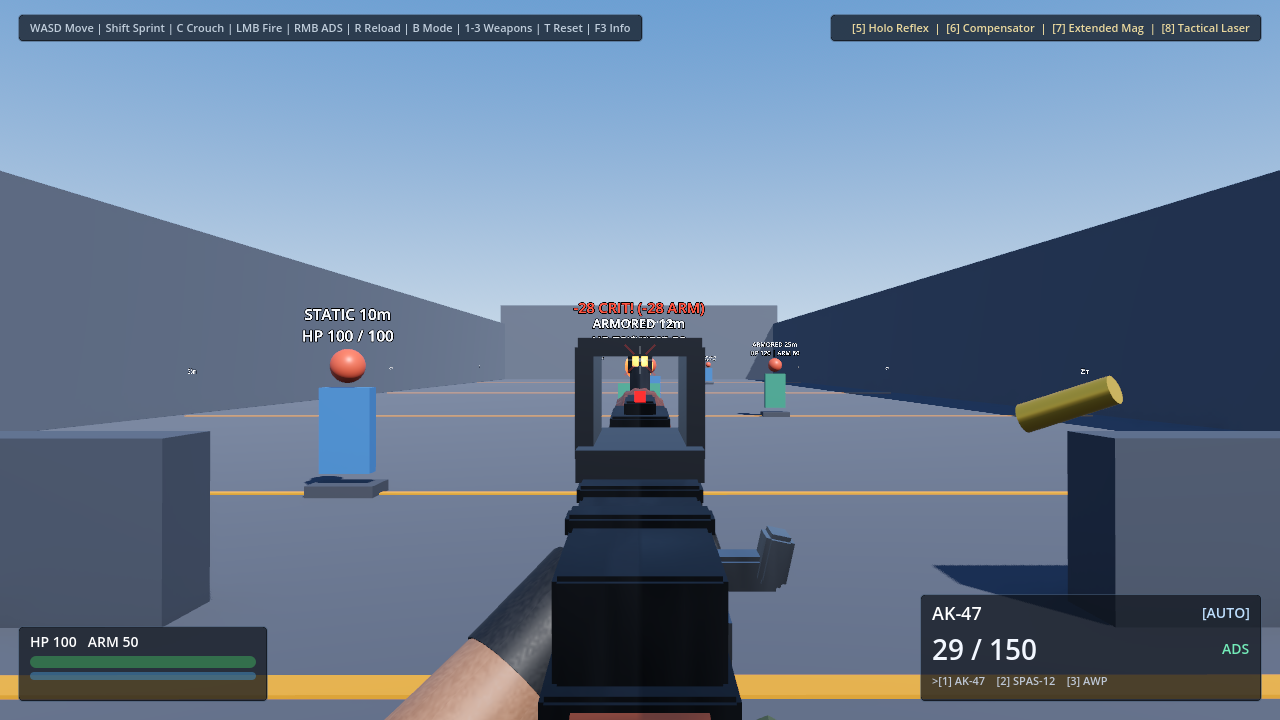 WASD Move | Shift Sprint | C Crouch | LMB Fire | RMB ADS | R Reload | B Mode | 1-3 Weapons | T Reset | F3 Info
[5] Holo Reflex | [6] Compensator | [7] Extended Mag | [8] Tactical Laser
STATIC 10m
HP 100 / 100
-28 CRIT! (-28 ARM)
ARMORED 12m
ARMORED 25m
HP 100 ARM 50
AK-47 [AUTO]
29 / 150 ADS
>[1] AK-47 [2] SPAS-12 [3] AWP